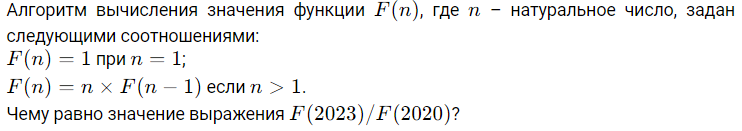 Алгоритм вычисления значения функции F(n), где n – натуральное число, задан
следующими соотношениями:
F(n) = 1 при n = 1;
F(n) = n × F(n − 1) если n > 1.
Чему равно значение выражения F(2023)/F(2020)?